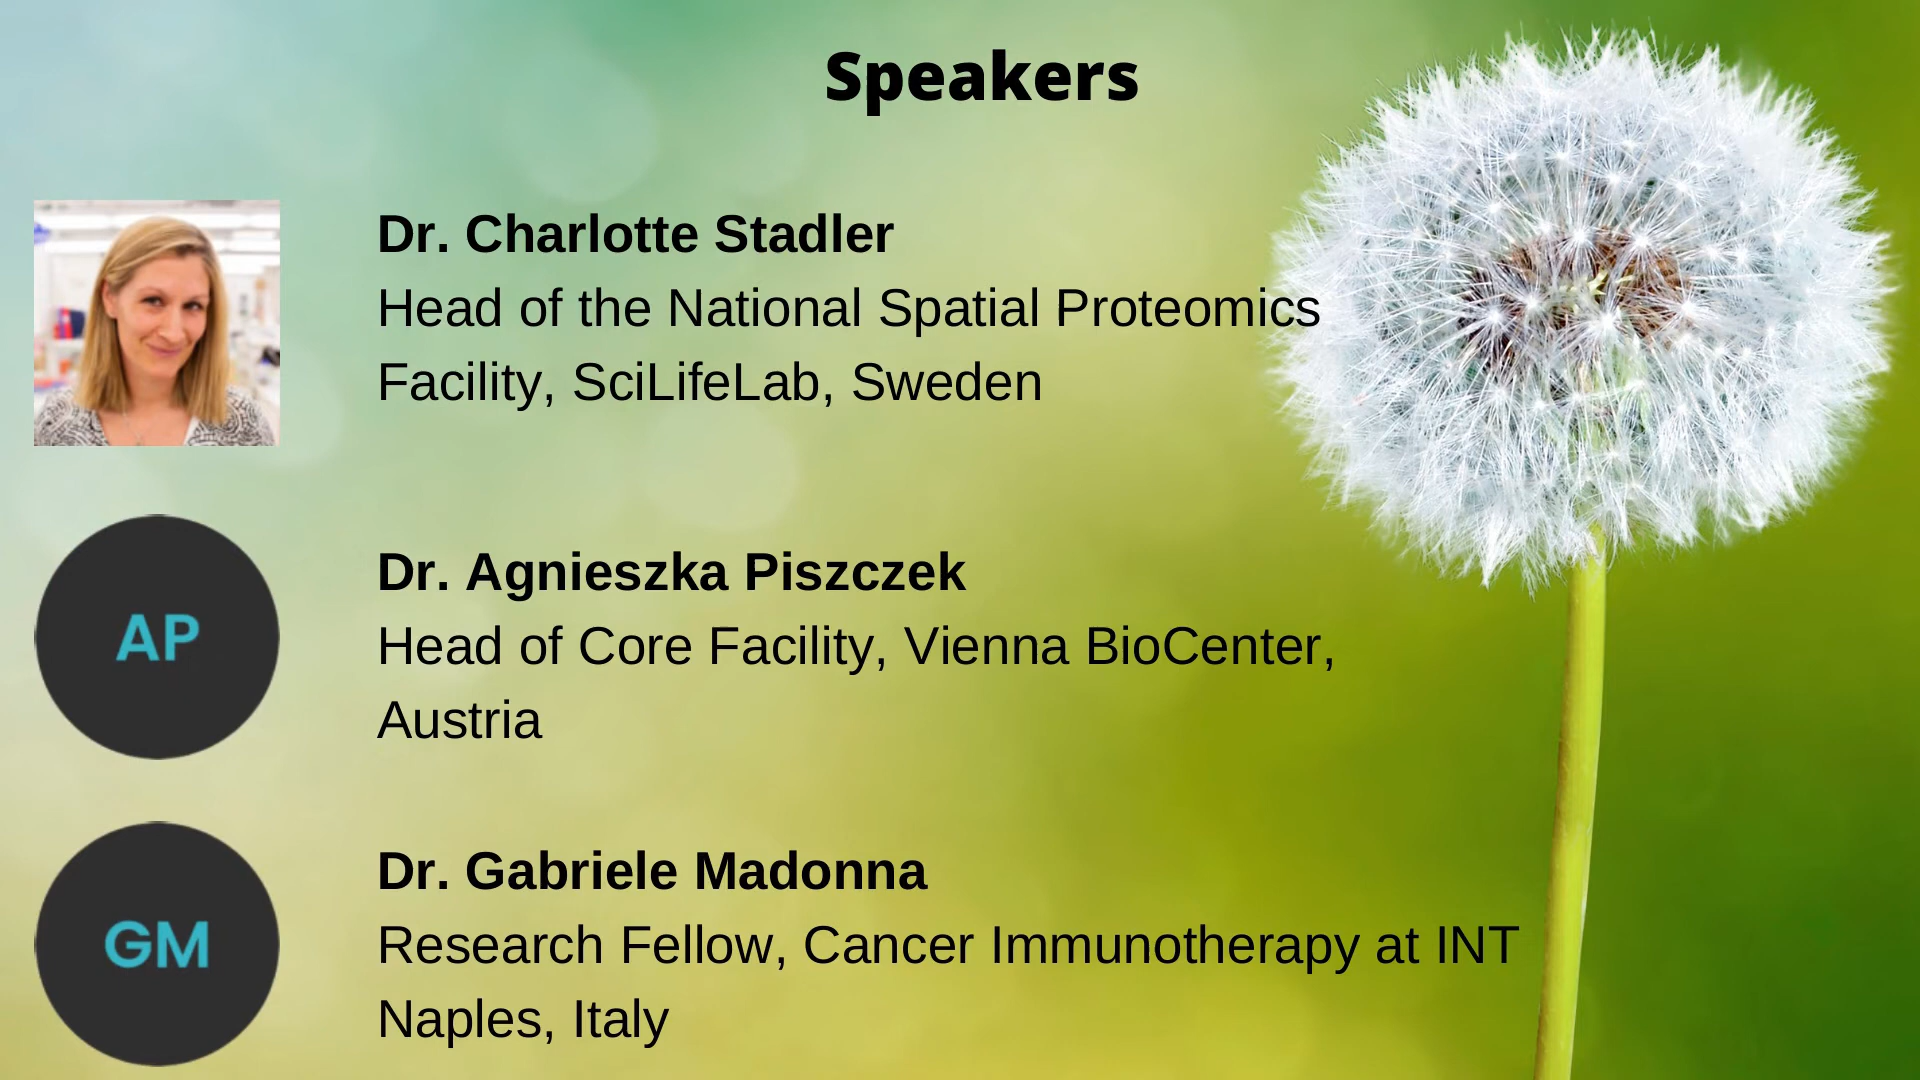 Speakers
Dr. Charlotte Stadler
Head of the National Spatial Proteomics
Facility, SciLifeLab, Sweden
AP
Dr. Agnieszka Piszczek
Head of Core Facility, Vienna BioCenter,
Austria
GM
Dr. Gabriele Madonna
Research Fellow, Cancer Immunotherapy at INT
Naples, Italy